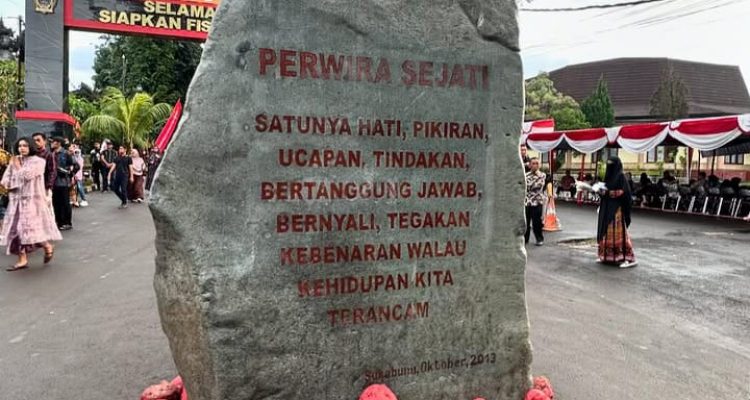 SELAMA
SIAPKAN FIS
PERWIRA SEJATI
SATUNYA HATI, PIKIRAN,
UCAPAN, TINDAKAN,
BERTANGGUNG JAWAB,
BERNYALI, TEGAKAN
KEBENARAN WALAU
KEHIDUPAN KITA
TERANCAM
Sukabumi, Oktober, 2013